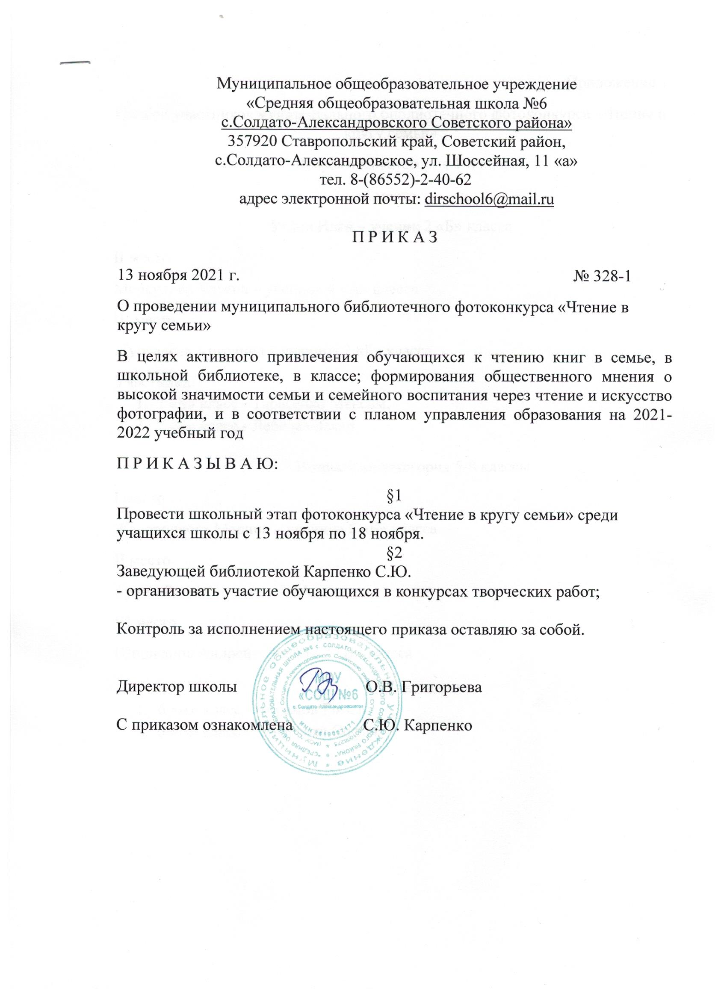 Муниципальное общеобразовательное учреждение
«Средняя общеобразовательная школа №6
с.Солдато-Александровского Советского района»
357920 Ставропольский край, Советский район,
с.Солдато-Александровское, ул. Шоссейная, 11 «а»
тел. 8-(86552)-2-40-62
адрес электронной почты: dirschool6@mail.ru
П Р И К А З
13 ноября 2021 г. № 328-1
О проведении муниципального библиотечного фотоконкурса «Чтение в
кругу семьи»
В целях активного привлечения обучающихся к чтению книг в семье, в
школьной библиотеке, в классе; формирования общественного мнения о
высокой значимости семьи и семейного воспитания через чтение и искусство
фотографии, и в соответствии с планом управления образования на 2021-
2022 учебный год
П Р И К А З Ы В А Ю:
§1
Провести школьный этап фотоконкурса «Чтение в кругу семьи» среди
учащихся школы с 13 ноября по 18 ноября.
§2
Заведующей библиотекой Карпенко С.Ю.
- организовать участие обучающихся в конкурсах творческих работ;
Контроль за исполнением настоящего приказа оставляю за собой.
Директор школы О.В. Григорьева
С приказом ознакомлена С.Ю. Карпенко
МОУ
«СОШ №6
с. Солдато-Александровского»
ИНН 2619007171